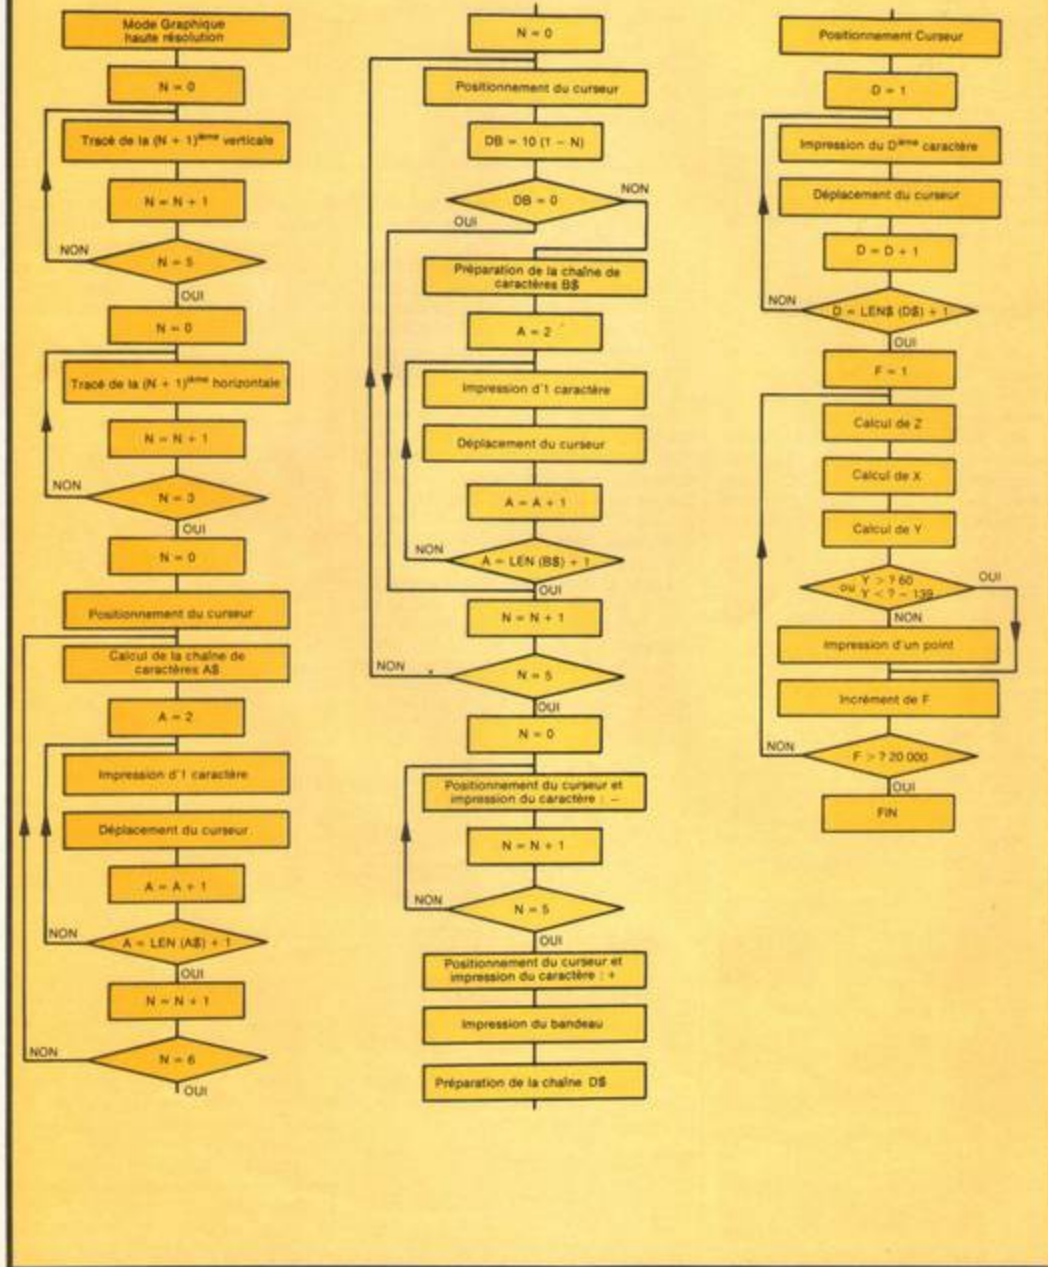 Mode Graphique
haute résolution
N = 0
Tracé de la (N + 1)ième verticale
N = N + 1
NON
N = 5
OUI
N = 0
Tracé de la (N + 1)ième horizontale
N = N + 1
NON
N = 3
OUI
N = 0
Positionnement du curseur
Calcul de la chaîne de
caractères A$
A = 2
Impression d'1 caractère
Déplacement du curseur
A = A + 1
NON
A = LEN (A$) + 1
OUI
N = N + 1
NON
N = 6
OUI
N = 0
Positionnement du curseur
DB = 10 (1 – N)
NON
DB = 0
OUI
Préparation de la chaîne de
caractères B$
A = 2
Impression d'1 caractère
Déplacement du curseur
A = A + 1
NON
A = LEN (B$) + 1
OUI
N = N + 1
NON
N = 5
OUI
N = 0
Positionnement du curseur et
impression du caractère : –
N = N + 1
NON
N = 5
OUI
Positionnement du curseur et
impression du caractère : +
Impression du bandeau
Préparation de la chaîne D$
Positionnement Curseur
D = 1
Impression du Dième caractère
Déplacement du curseur
D = D + 1
NON
D = LEN$ (D$) + 1
OUI
F = 1
Calcul de Z
Calcul de X
Calcul de Y
Y > ? 60
OUI
ou Y < ? – 139
NON
Impression d'un point
Incrément de F
NON
F > ? 20 000
OUI
FIN